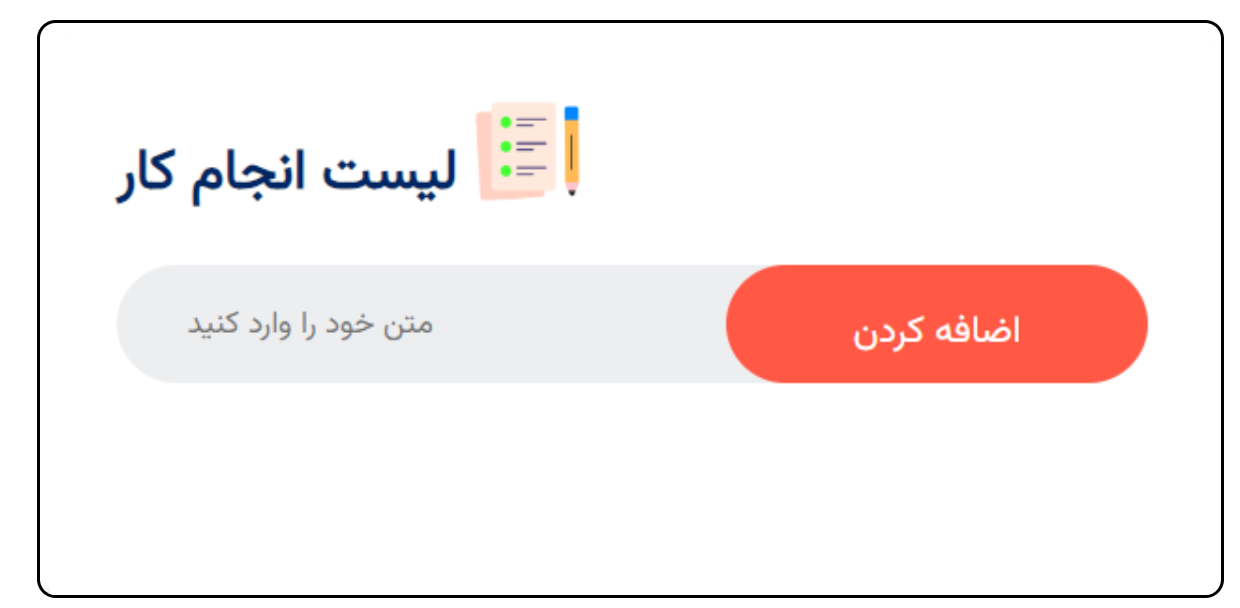 لیست انجام کار
متن خود را وارد کنید
اضافه کردن